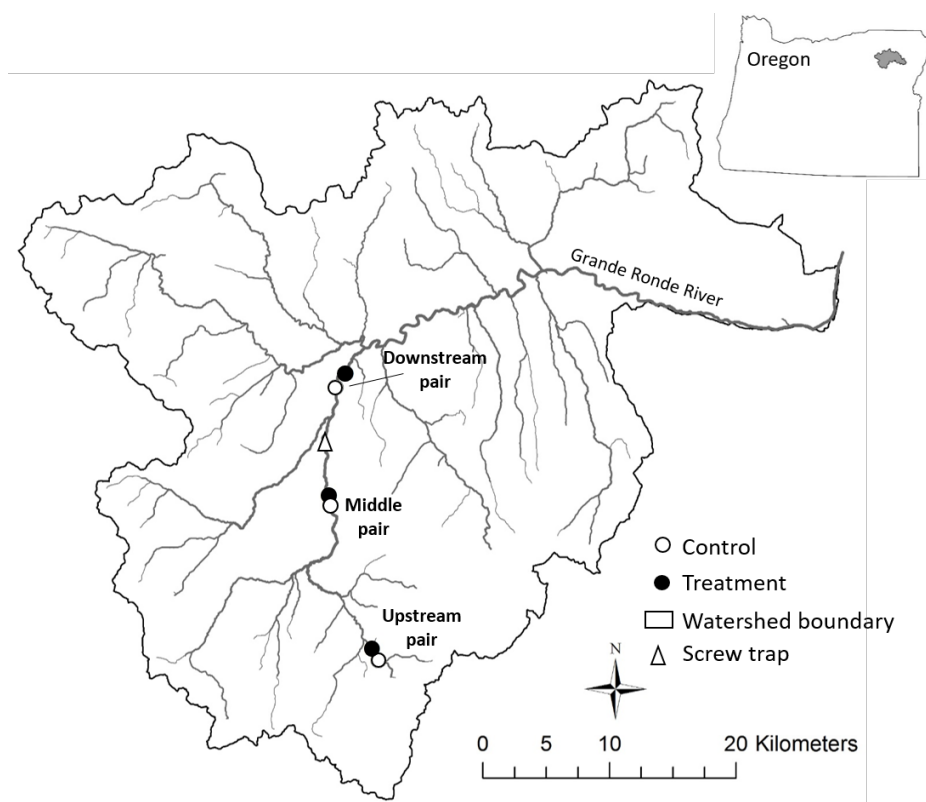 Oregon
Grande Ronde River
Downstream
pair
Middle
pair
Upstream
pair
Control
Treatment
Watershed boundary
Screw trap
N
0 5 10 20 Kilometers